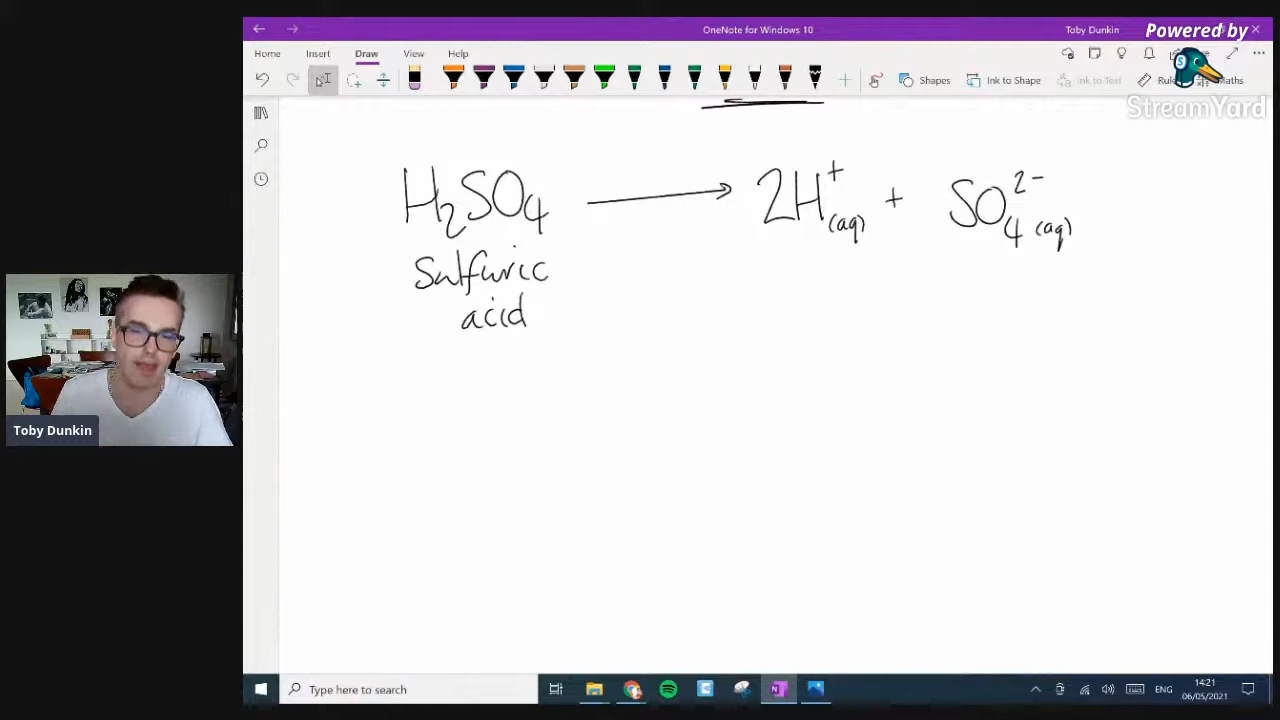 OneNote for Windows 10
Toby Dunkin
Powered by
StreamYard
Home Insert Draw View Help
Shapes Ink to Shape Ink to Text Maths
H₂SO₄ ⟶ 2H⁺(aq) + SO₄²⁻(aq)
Sulfuric
acid
Toby Dunkin
Type here to search
ENG
14:21
06/05/2021